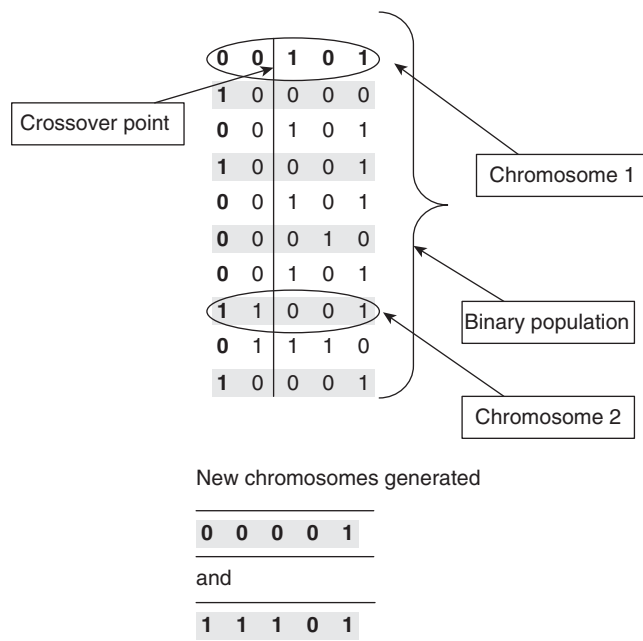 0 0 1 0 1
1 0 0 0 0
Crossover point
0 0 1 0 1
1 0 0 0 1
Chromosome 1
0 0 1 0 1
0 0 0 1 0
0 0 1 0 1
1 1 0 0 1
Binary population
0 1 1 1 0
1 0 0 0 1
Chromosome 2
New chromosomes generated
0 0 0 0 1
and
1 1 1 0 1